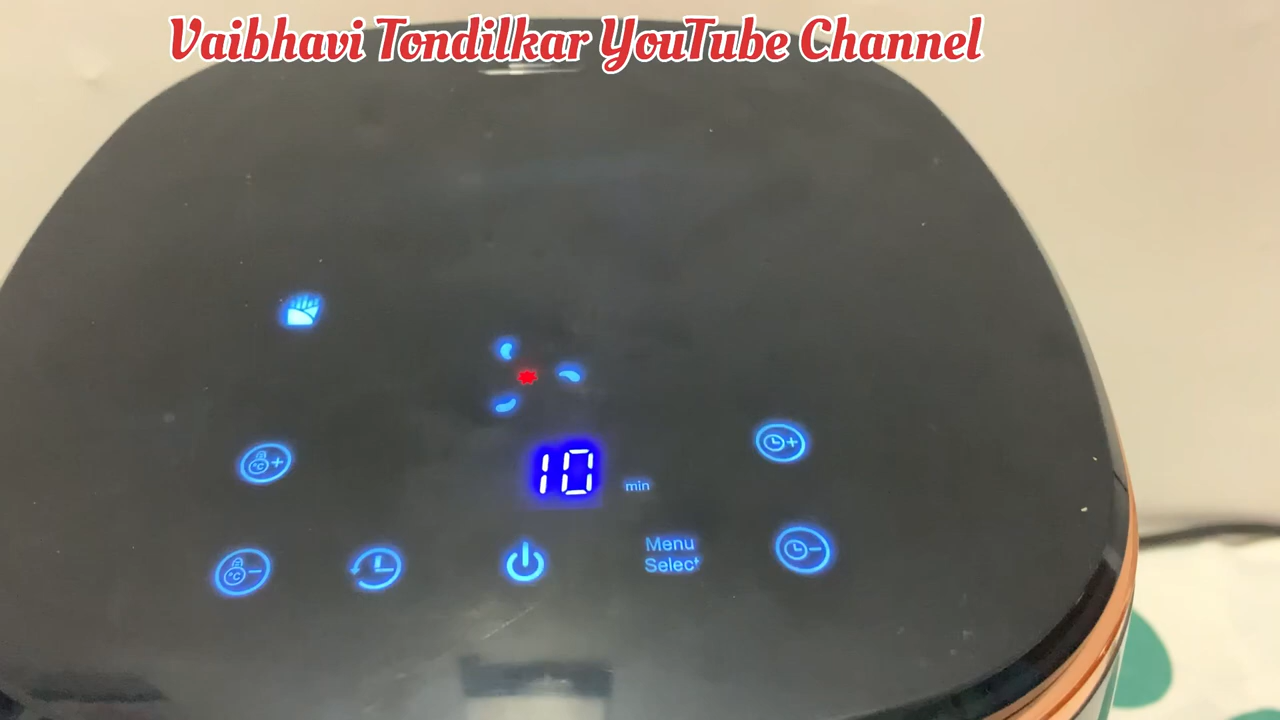 Vaibhavi Tondilkar YouTube Channel
°C +
10 min
°C -
Menu
Select